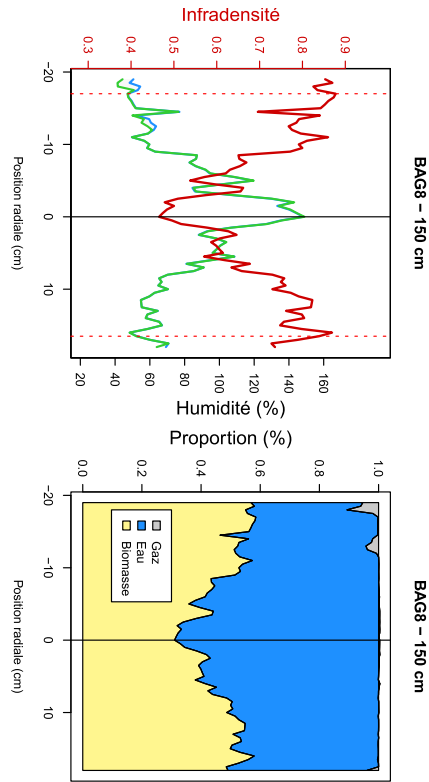 Infradensité
0.3 0.4 0.5 0.6 0.7 0.8 0.9
BAG8 − 150 cm
−20 −10 0 10
Position radiale (cm)
20 40 60 80 100 120 140 160
Humidité (%)
Proportion (%)
0.0 0.2 0.4 0.6 0.8 1.0
BAG8 − 150 cm
Gaz
Eau
Biomasse
−20 −10 0 10
Position radiale (cm)